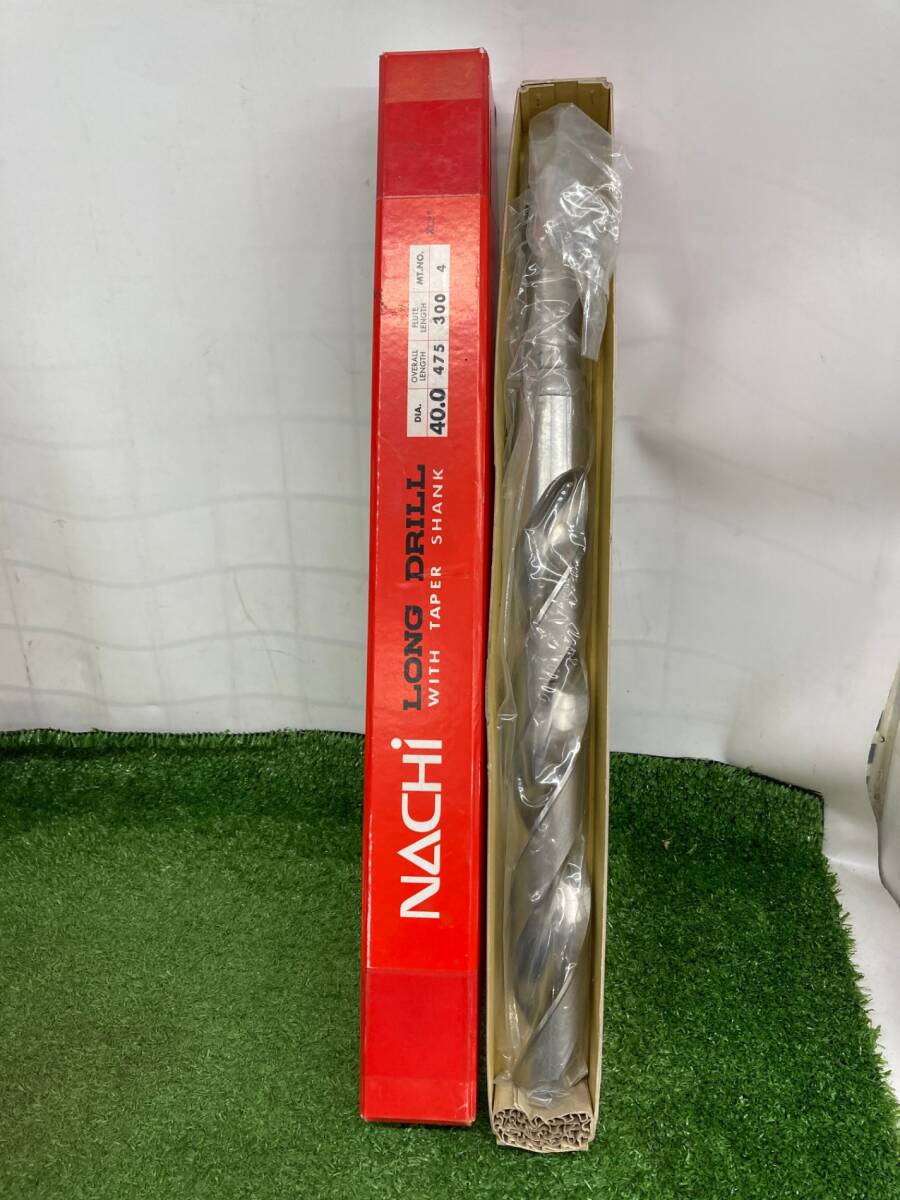 NACHi
LONG DRILL
WITH TAPER SHANK
DIA. OVERALL LENGTH FLUTE LENGTH MT.NO.
40.0 475 300 4